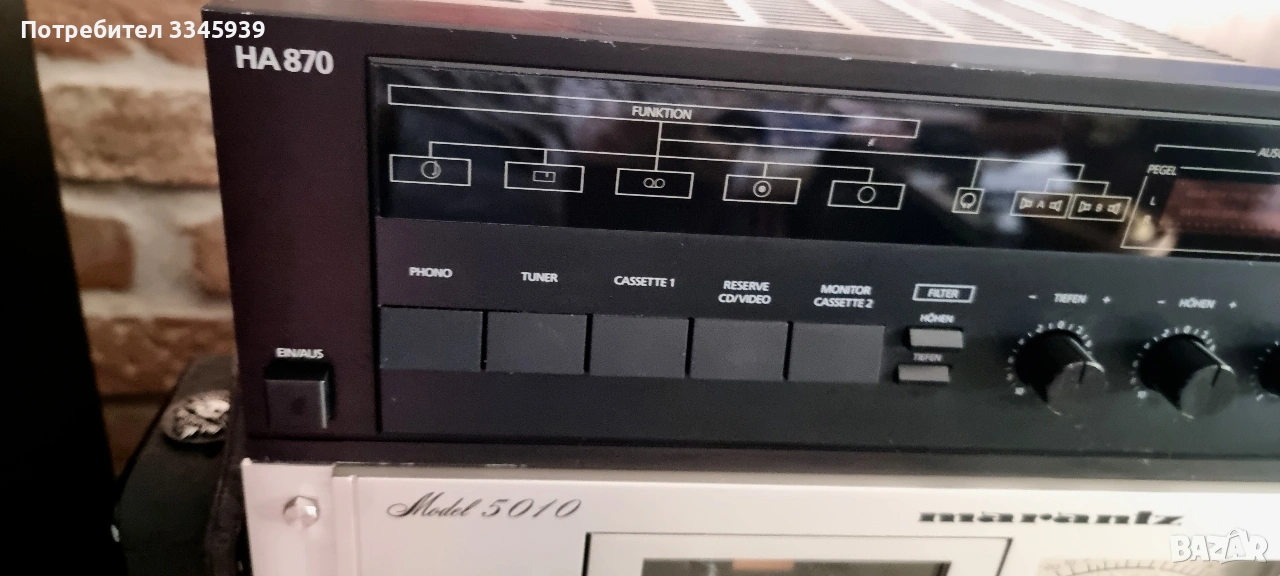 Потребител 3345939
HA 870
FUNKTION
PEGEL
L
A
B
PHONO
TUNER
CASSETTE 1
RESERVE
CD/VIDEO
MONITOR
CASSETTE 2
FILTER
HÖHEN
TIEFEN
- TIEFEN +
- HÖHEN +
EIN/AUS
Model 5010
marantz
BAZAR